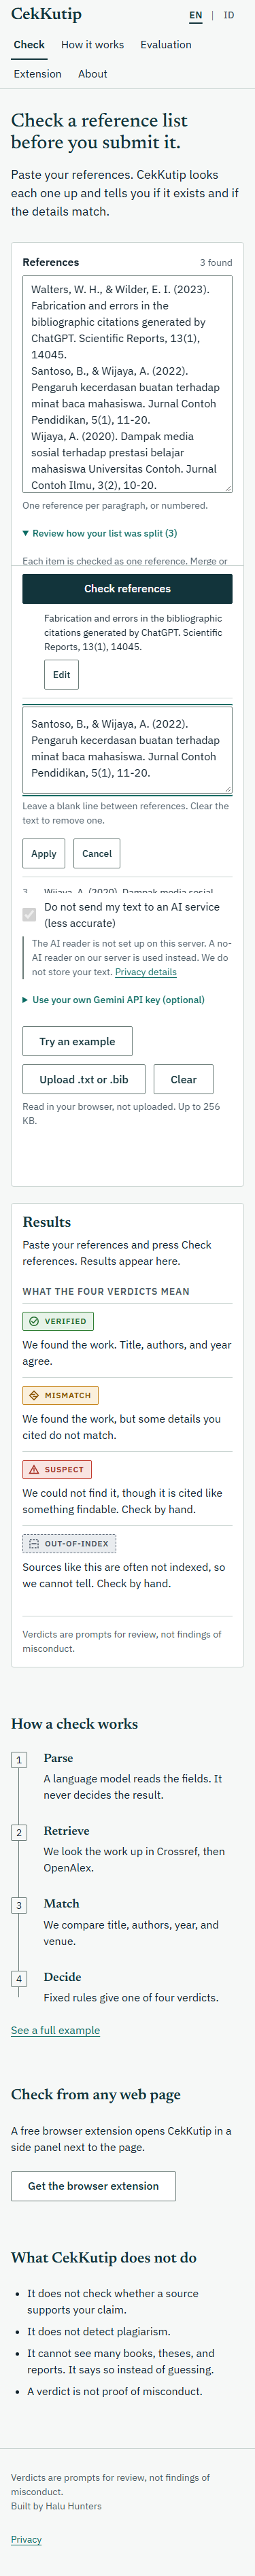 CekKutip
EN | ID
Check How it works Evaluation
Extension About
Check a reference list
before you submit it.
Paste your references. CekKutip looks
each one up and tells you if it exists and if
the details match.
References 3 found
Walters, W. H., & Wilder, E. I. (2023).
Fabrication and errors in the
bibliographic citations generated by
ChatGPT. Scientific Reports, 13(1),
14045.
Santoso, B., & Wijaya, A. (2022).
Pengaruh kecerdasan buatan terhadap
minat baca mahasiswa. Jurnal Contoh
Pendidikan, 5(1), 11-20.
Wijaya, A. (2020). Dampak media
sosial terhadap prestasi belajar
mahasiswa Universitas Contoh. Jurnal
Contoh Ilmu, 3(2), 10-20.
One reference per paragraph, or numbered.
Review how your list was split (3)
Each item is checked as one reference. Merge or
Check references
Fabrication and errors in the bibliographic
citations generated by ChatGPT. Scientific
Reports, 13(1), 14045.
Edit
Santoso, B., & Wijaya, A. (2022).
Pengaruh kecerdasan buatan terhadap
minat baca mahasiswa. Jurnal Contoh
Pendidikan, 5(1), 11-20.
Leave a blank line between references. Clear the
text to remove one.
Apply Cancel
3 Wijaya, A. (2020). Dampak media sosial
Do not send my text to an AI service
(less accurate)
The AI reader is not set up on this server. A no-
AI reader on our server is used instead. We do
not store your text. Privacy details
Use your own Gemini API key (optional)
Try an example
Upload .txt or .bib Clear
Read in your browser, not uploaded. Up to 256
KB.
Results
Paste your references and press Check
references. Results appear here.
WHAT THE FOUR VERDICTS MEAN
VERIFIED
We found the work. Title, authors, and year
agree.
MISMATCH
We found the work, but some details you
cited do not match.
SUSPECT
We could not find it, though it is cited like
something findable. Check by hand.
OUT-OF-INDEX
Sources like this are often not indexed, so
we cannot tell. Check by hand.
Verdicts are prompts for review, not findings of
misconduct.
How a check works
1 Parse
A language model reads the fields. It
never decides the result.
2 Retrieve
We look the work up in Crossref, then
OpenAlex.
3 Match
We compare title, authors, year, and
venue.
4 Decide
Fixed rules give one of four verdicts.
See a full example
Check from any web page
A free browser extension opens CekKutip in a
side panel next to the page.
Get the browser extension
What CekKutip does not do
• It does not check whether a source
supports your claim.
• It does not detect plagiarism.
• It cannot see many books, theses, and
reports. It says so instead of guessing.
• A verdict is not proof of misconduct.
Verdicts are prompts for review, not findings of
misconduct.
Built by Halu Hunters
Privacy